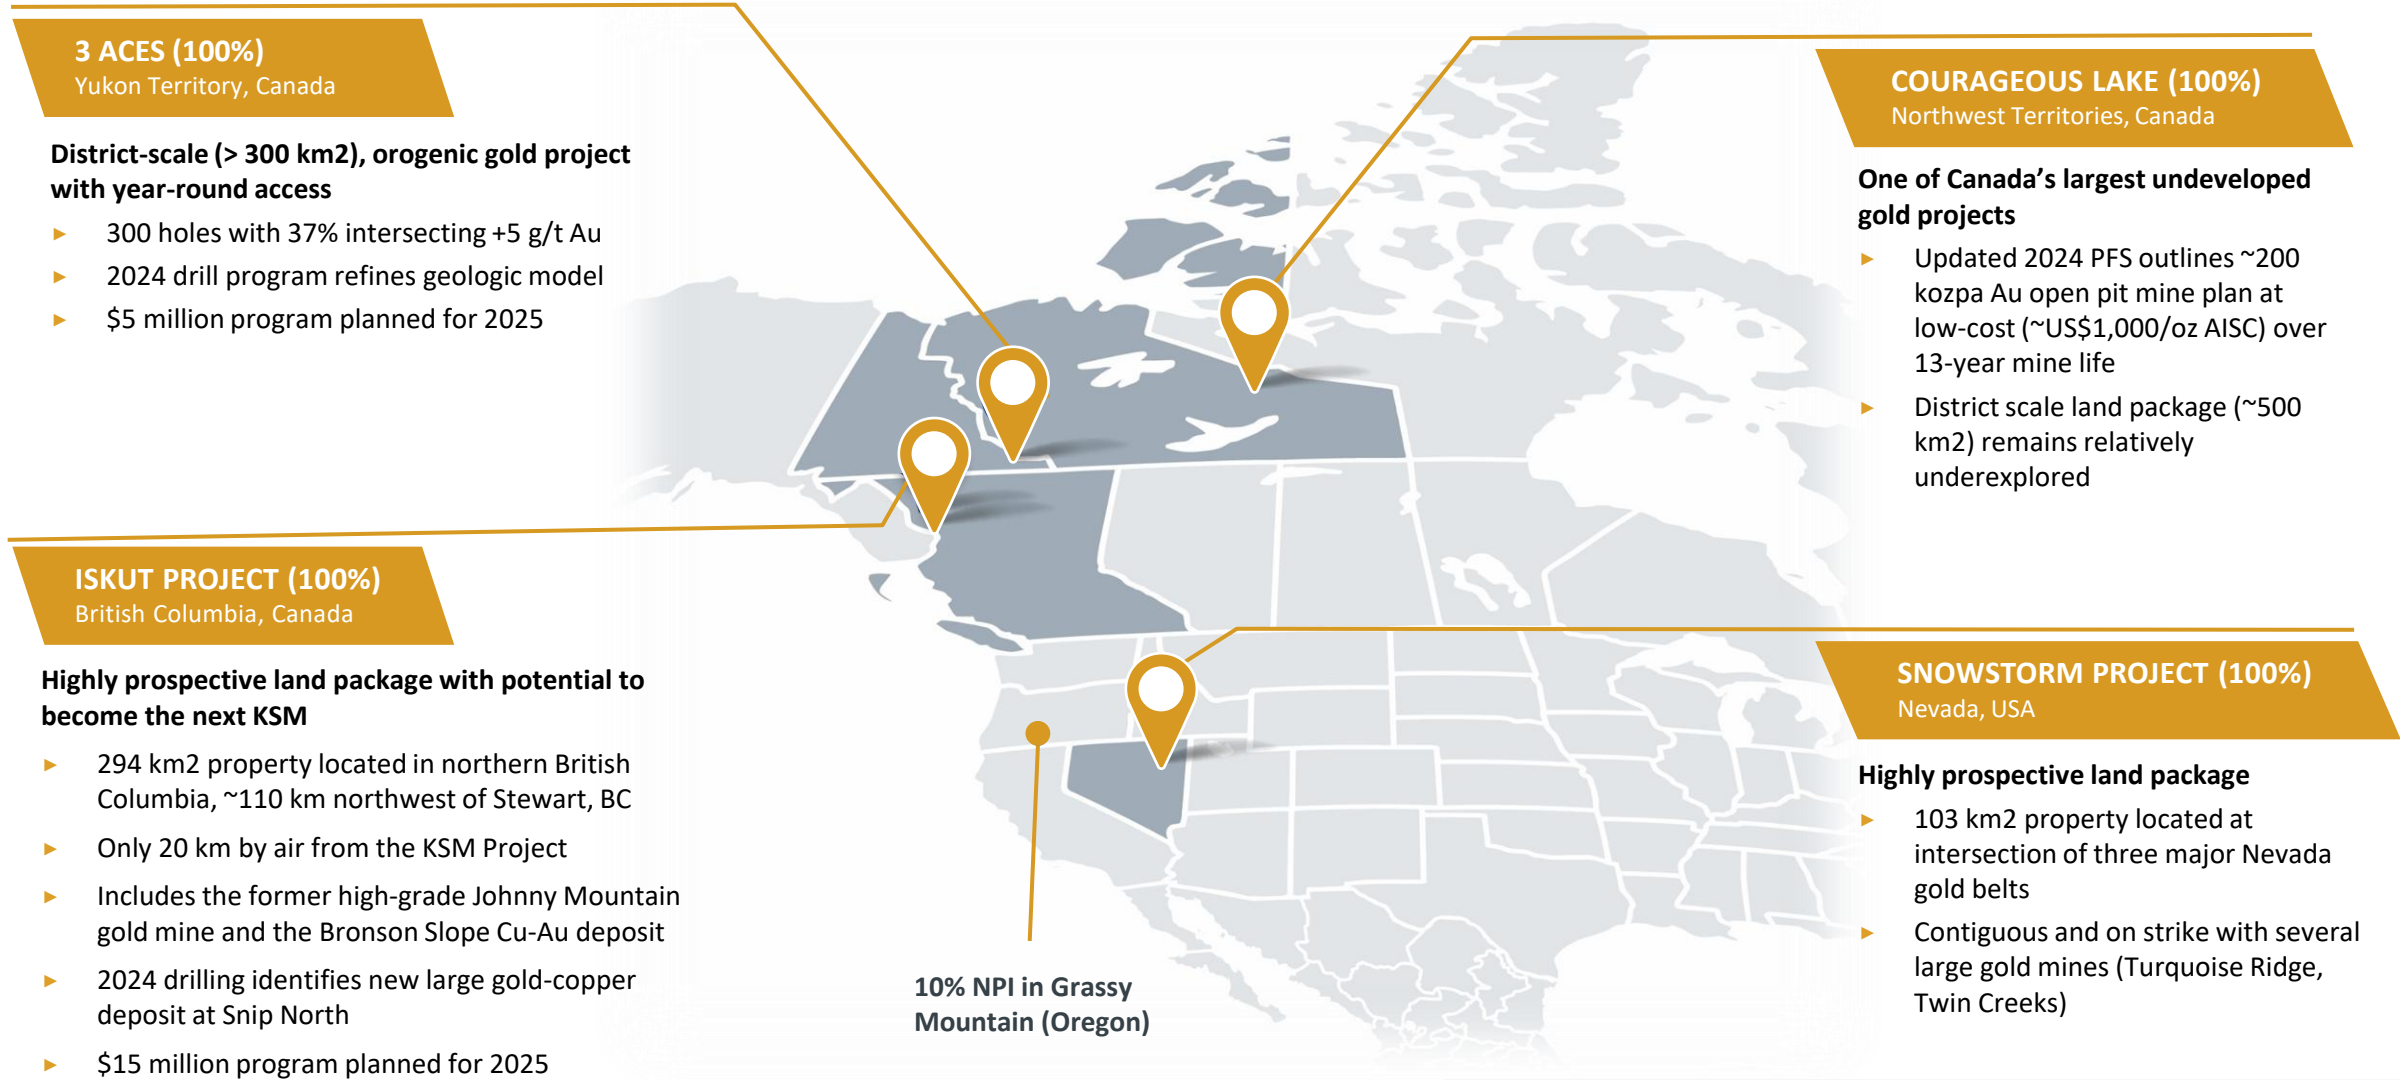 3 ACES (100%)
Yukon Territory, Canada
District-scale (> 300 km2), orogenic gold project
with year-round access
► 300 holes with 37% intersecting +5 g/t Au
► 2024 drill program refines geologic model
► $5 million program planned for 2025
COURAGEOUS LAKE (100%)
Northwest Territories, Canada
One of Canada’s largest undeveloped
gold projects
► Updated 2024 PFS outlines ~200
kozpa Au open pit mine plan at
low-cost (~US$1,000/oz AISC) over
13-year mine life
► District scale land package (~500
km2) remains relatively
underexplored
ISKUT PROJECT (100%)
British Columbia, Canada
Highly prospective land package with potential to
become the next KSM
► 294 km2 property located in northern British
Columbia, ~110 km northwest of Stewart, BC
► Only 20 km by air from the KSM Project
► Includes the former high-grade Johnny Mountain
gold mine and the Bronson Slope Cu-Au deposit
► 2024 drilling identifies new large gold-copper
deposit at Snip North
► $15 million program planned for 2025
10% NPI in Grassy
Mountain (Oregon)
SNOWSTORM PROJECT (100%)
Nevada, USA
Highly prospective land package
► 103 km2 property located at
intersection of three major Nevada
gold belts
► Contiguous and on strike with several
large gold mines (Turquoise Ridge,
Twin Creeks)